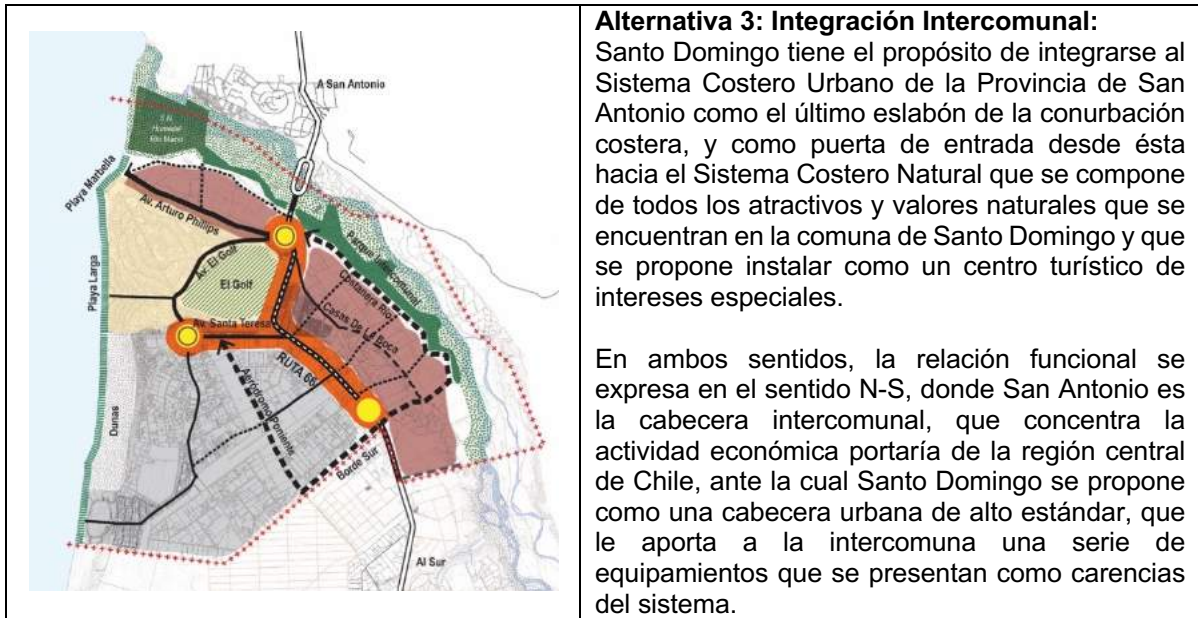 A San Antonio
Playa Marbella
Av. Arturo Phillips
Av. El Golf
El Golf
Playa Larga
Av. Santa Teresa
RUTA 66
Parque Intercomunal
Costanera Río
Casas De La Boca
Aeródromo Poniente
Dunas
Borde Sur
Al Sur
Alternativa 3: Integración Intercomunal:
Santo Domingo tiene el propósito de integrarse al
Sistema Costero Urbano de la Provincia de San
Antonio como el último eslabón de la conurbación
costera, y como puerta de entrada desde ésta
hacia el Sistema Costero Natural que se compone
de todos los atractivos y valores naturales que se
encuentran en la comuna de Santo Domingo y que
se propone instalar como un centro turístico de
intereses especiales.
En ambos sentidos, la relación funcional se
expresa en el sentido N-S, donde San Antonio es
la cabecera intercomunal, que concentra la
actividad económica portaría de la región central
de Chile, ante la cual Santo Domingo se propone
como una cabecera urbana de alto estándar, que
le aporta a la intercomuna una serie de
equipamientos que se presentan como carencias
del sistema.